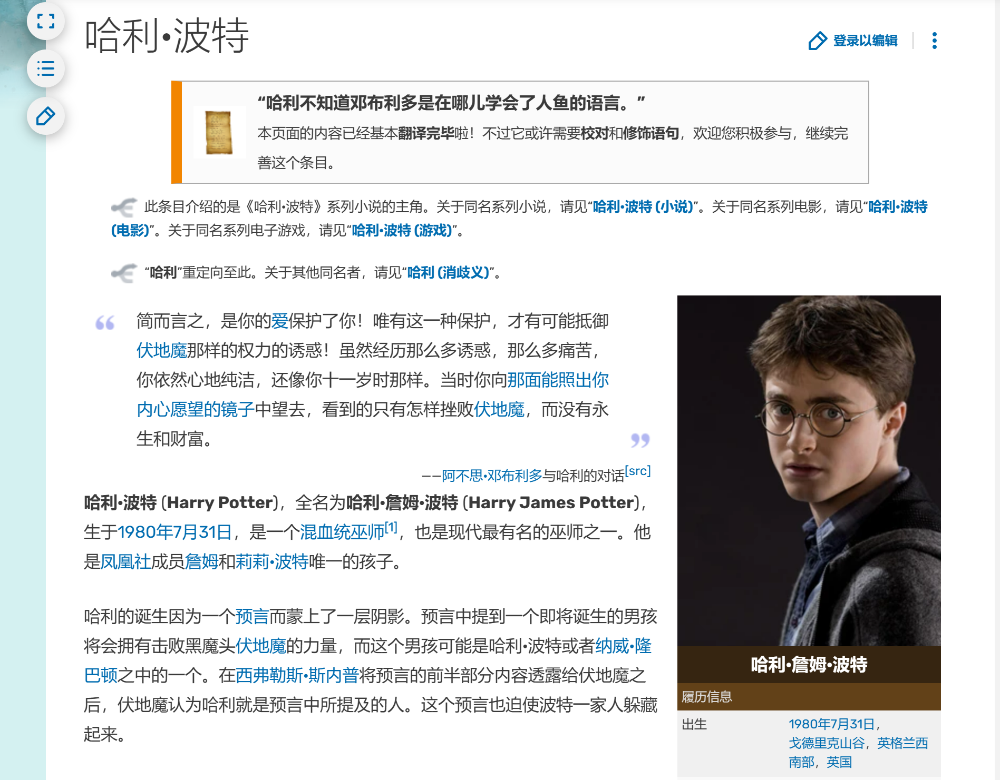 哈利•波特
登录以编辑
“哈利不知道邓布利多是在哪儿学会了人鱼的语言。”
本页面的内容已经基本翻译完毕啦！不过它或许需要校对和修饰语句，欢迎您积极参与，继续完
善这个条目。
此条目介绍的是《哈利•波特》系列小说的主角。关于同名系列小说，请见“哈利•波特 (小说)”。关于同名系列电影，请见“哈利•波特
(电影)”。关于同名系列电子游戏，请见“哈利•波特 (游戏)”。
“哈利”重定向至此。关于其他同名者，请见“哈利 (消歧义)”。
“ 简而言之，是你的爱保护了你！唯有这一种保护，才有可能抵御
伏地魔那样的权力的诱惑！虽然经历那么多诱惑，那么多痛苦，
你依然心地纯洁，还像你十一岁时那样。当时你向那面能照出你
内心愿望的镜子中望去，看到的只有怎样挫败伏地魔，而没有永
生和财富。 ”
——阿不思•邓布利多与哈利的对话[src]
哈利•波特 (Harry Potter)，全名为哈利•詹姆•波特 (Harry James Potter)，
生于1980年7月31日，是一个混血统巫师[1]，也是现代最有名的巫师之一。他
是凤凰社成员詹姆和莉莉•波特唯一的孩子。
哈利的诞生因为一个预言而蒙上了一层阴影。预言中提到一个即将诞生的男孩
将会拥有击败黑魔头伏地魔的力量，而这个男孩可能是哈利•波特或者纳威•隆
巴顿之中的一个。在西弗勒斯•斯内普将预言的前半部分内容透露给伏地魔之
后，伏地魔认为哈利就是预言中所提及的人。这个预言也迫使波特一家人躲藏
起来。
哈利•詹姆•波特
履历信息
出生
1980年7月31日，
戈德里克山谷，英格兰西
南部，英国